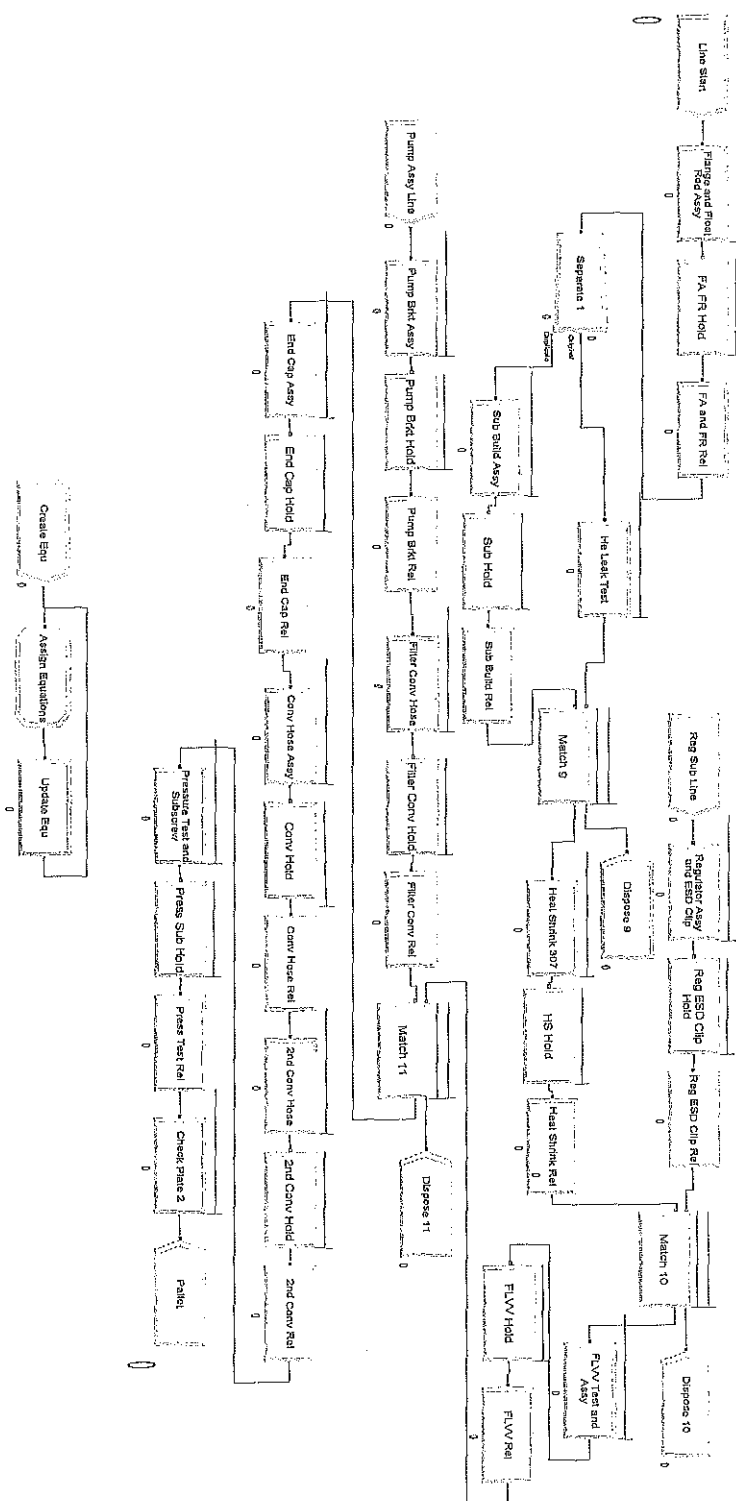 Line Start
Flange and Float
Rod Assy
FA FR Hold
FA and FR Rel
Reg Sub Line
Regulator Assy
and ESD Clip
Reg ESD Clip
Hold
Reg ESD Clip Rel
Match 10
Dispose 10
Separate 1
Original
Duplicate
He Leak Test
Sub Build Assy
Sub Hold
Sub Build Rel
Match 9
Dispose 9
Heat Shrink 307
HS Hold
Heat Shrink Rel
FLVV Test and
Assy
FLVV Hold
FLVV Rel
Pump Assy Line
Pump Brkt Assy
Pump Brkt Hold
Pump Brkt Rel
Filter Conv Hose
Filter Conv Hold
Filter Conv Rel
Match 11
Dispose 11
End Cap Assy
End Cap Hold
End Cap Rel
Conv Hose Assy
Conv Hold
Conv Hose Rel
2nd Conv Hose
2nd Conv Hold
2nd Conv Rel
Pressure Test and
Subscrew
Press Sub Hold
Press Test Rel
Check Plate 2
Pallet
Create Equ
Assign Equations
Update Equ